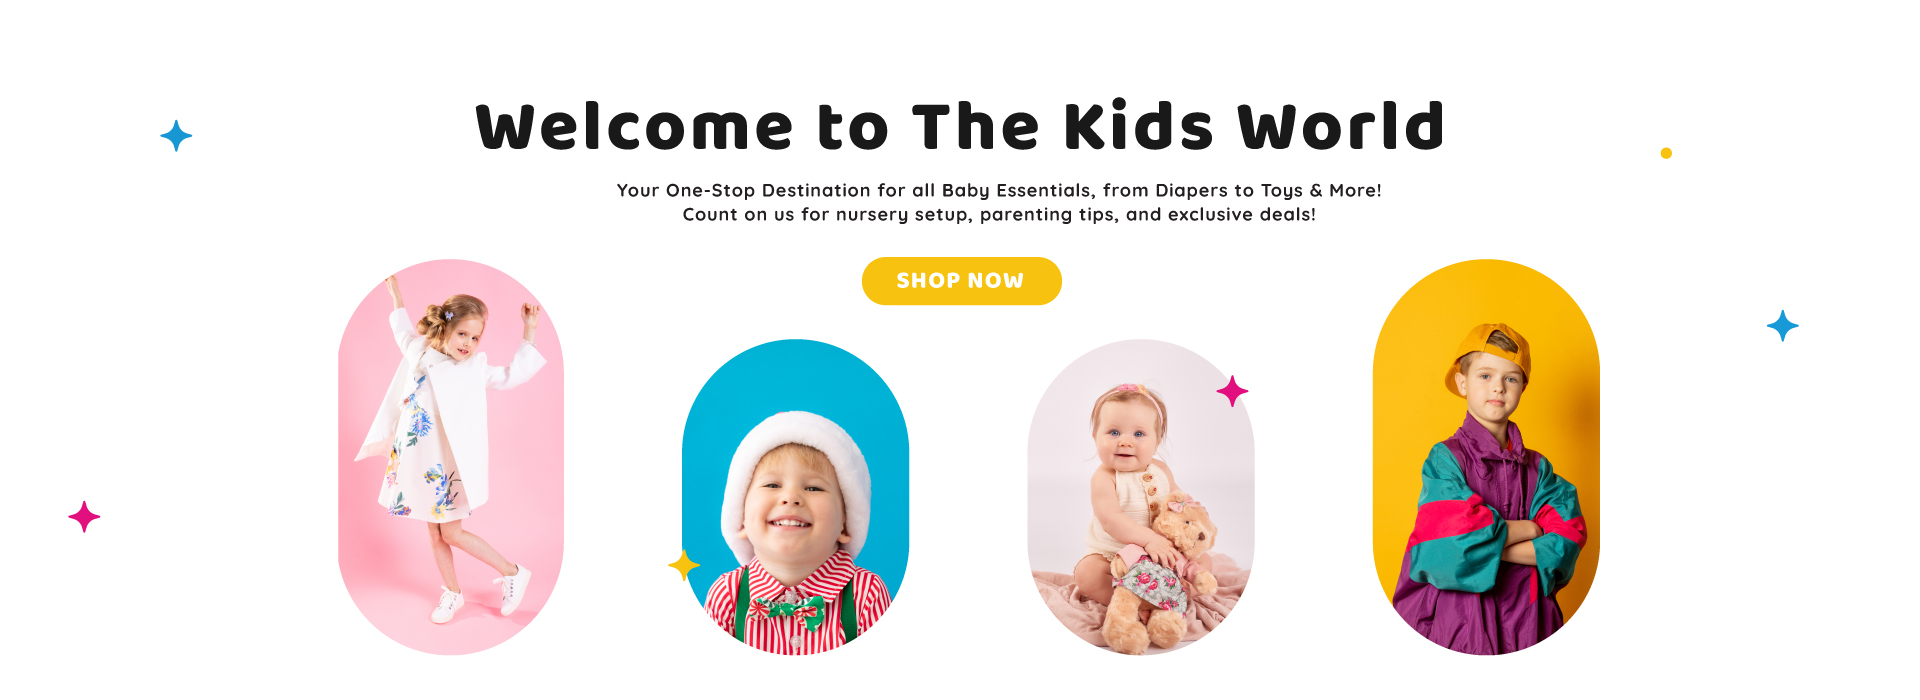 Welcome to The Kids World
Your One-Stop Destination for all Baby Essentials, from Diapers to Toys & More!
Count on us for nursery setup, parenting tips, and exclusive deals!
SHOP NOW